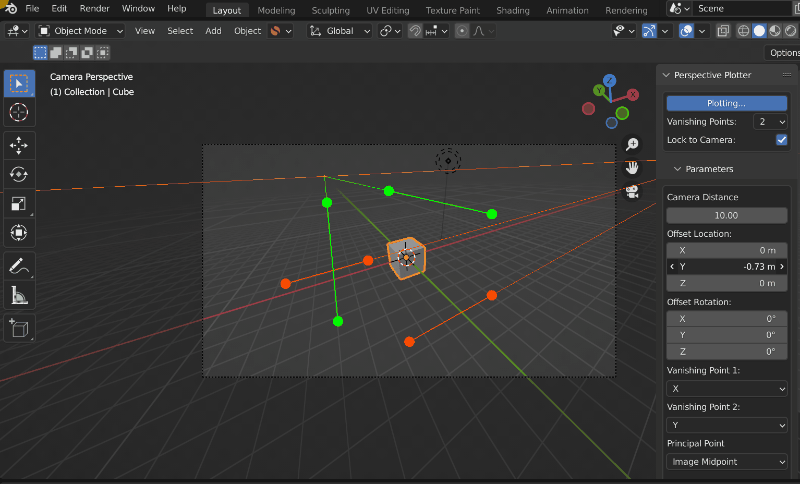 File Edit Render Window Help Layout Modeling Sculpting UV Editing Texture Paint Shading Animation Rendering Scene
Object Mode View Select Add Object Global
Options
Camera Perspective
(1) Collection | Cube
Z
Y
X
Perspective Plotter
Plotting...
Vanishing Points: 2
Lock to Camera:
Parameters
Camera Distance
10.00
Offset Location:
X 0 m
Y -0.73 m
Z 0 m
Offset Rotation:
X 0°
Y 0°
Z 0°
Vanishing Point 1:
X
Vanishing Point 2:
Y
Principal Point
Image Midpoint